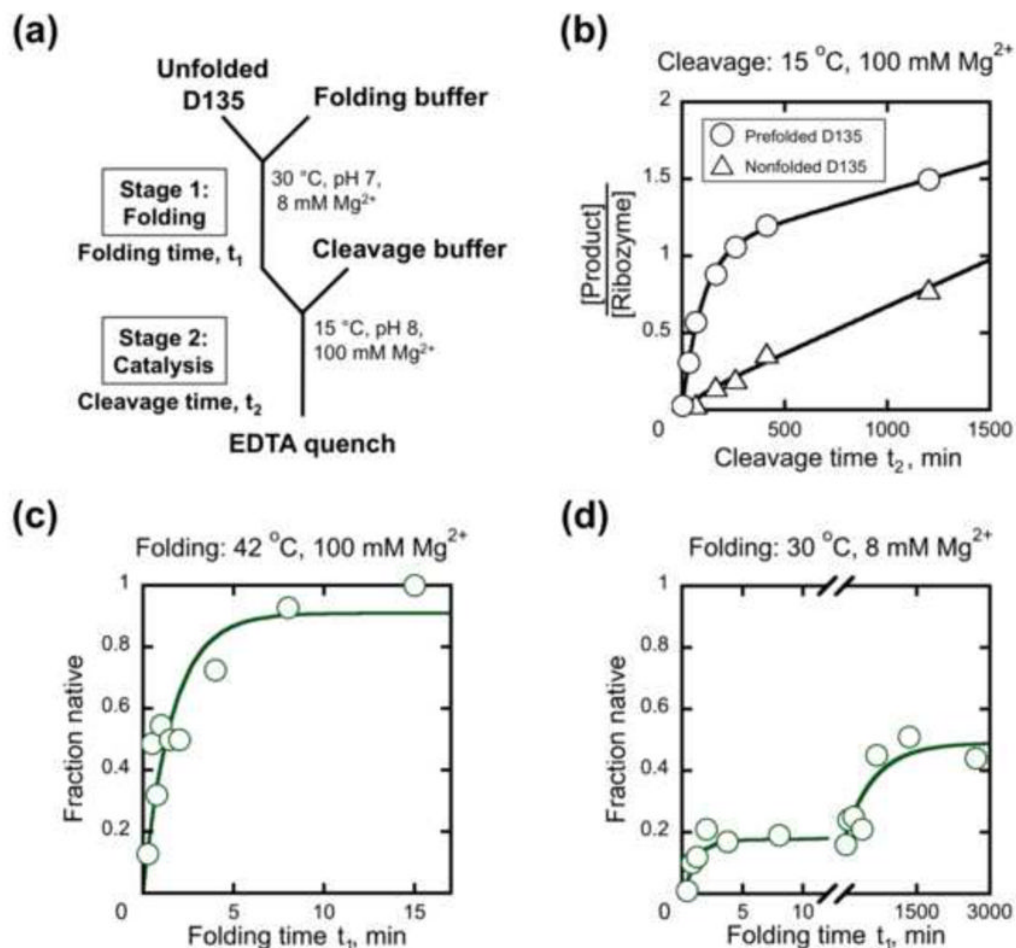 (a)
Unfolded
D135
Folding buffer
30 °C, pH 7,
8 mM Mg²⁺
Stage 1:
Folding
Folding time, t₁
Cleavage buffer
15 °C, pH 8,
100 mM Mg²⁺
Stage 2:
Catalysis
Cleavage time, t₂
EDTA quench
(b)
Cleavage: 15 °C, 100 mM Mg²⁺
Prefolded D135
Nonfolded D135
[Product]
[Ribozyme]
2
1.5
1
0.5
0 500 1000 1500
Cleavage time t₂, min
(c)
Folding: 42 °C, 100 mM Mg²⁺
Fraction native
1
0.8
0.6
0.4
0.2
0 5 10 15
Folding time t₁, min
(d)
Folding: 30 °C, 8 mM Mg²⁺
Fraction native
1
0.8
0.6
0.4
0.2
0 5 10 1500 3000
Folding time t₁, min